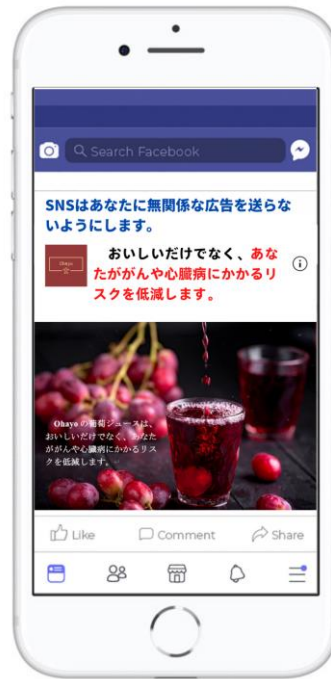 Search Facebook
SNSはあなたに無関係な広告を送らな
いようにします。
Ohayo
おいしいだけでなく、あな
たががんや心臓病にかかるリ
スクを低減します。
Ohayo の葡萄ジュースは、
おいしいだけでなく、あなた
ががんや心臓病にかかるリス
クを低減します。
Like
Comment
Share